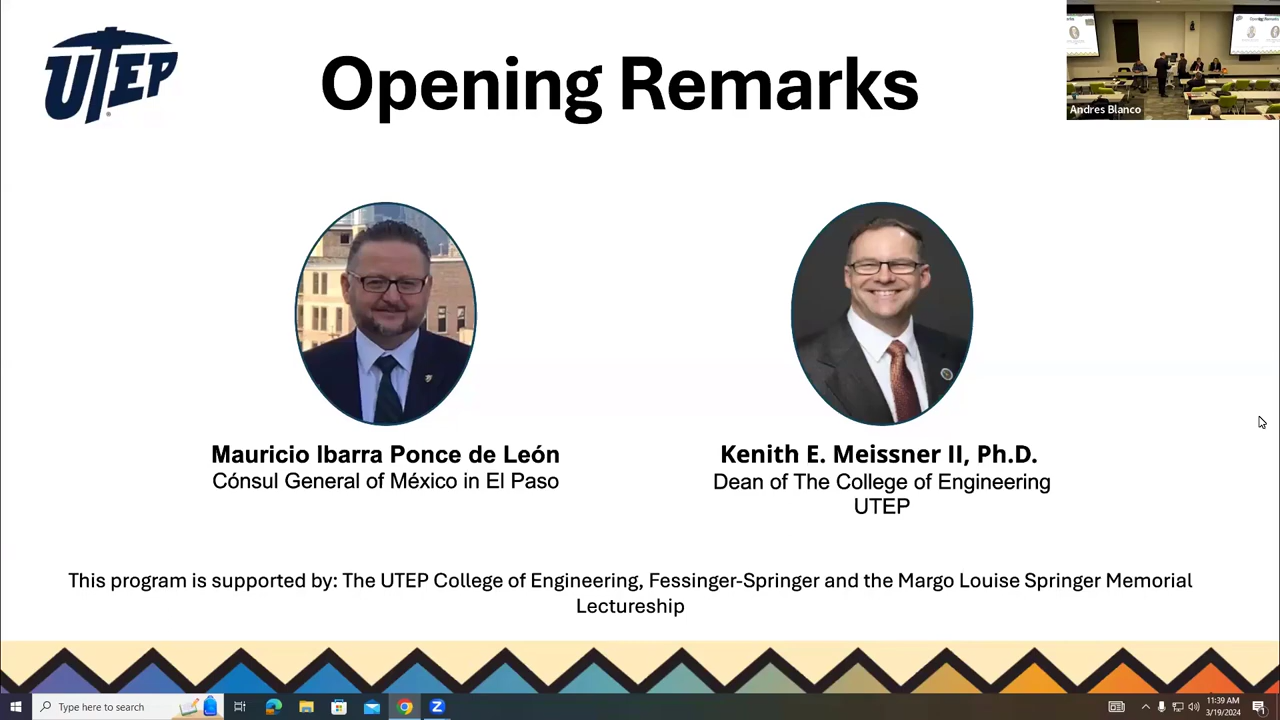 UTEP
Opening Remarks
Andres Blanco
Mauricio Ibarra Ponce de León
Cónsul General of México in El Paso
Kenith E. Meissner II, Ph.D.
Dean of The College of Engineering
UTEP
This program is supported by: The UTEP College of Engineering, Fessinger-Springer and the Margo Louise Springer Memorial
Lectureship
Type here to search
11:39 AM
3/19/2024